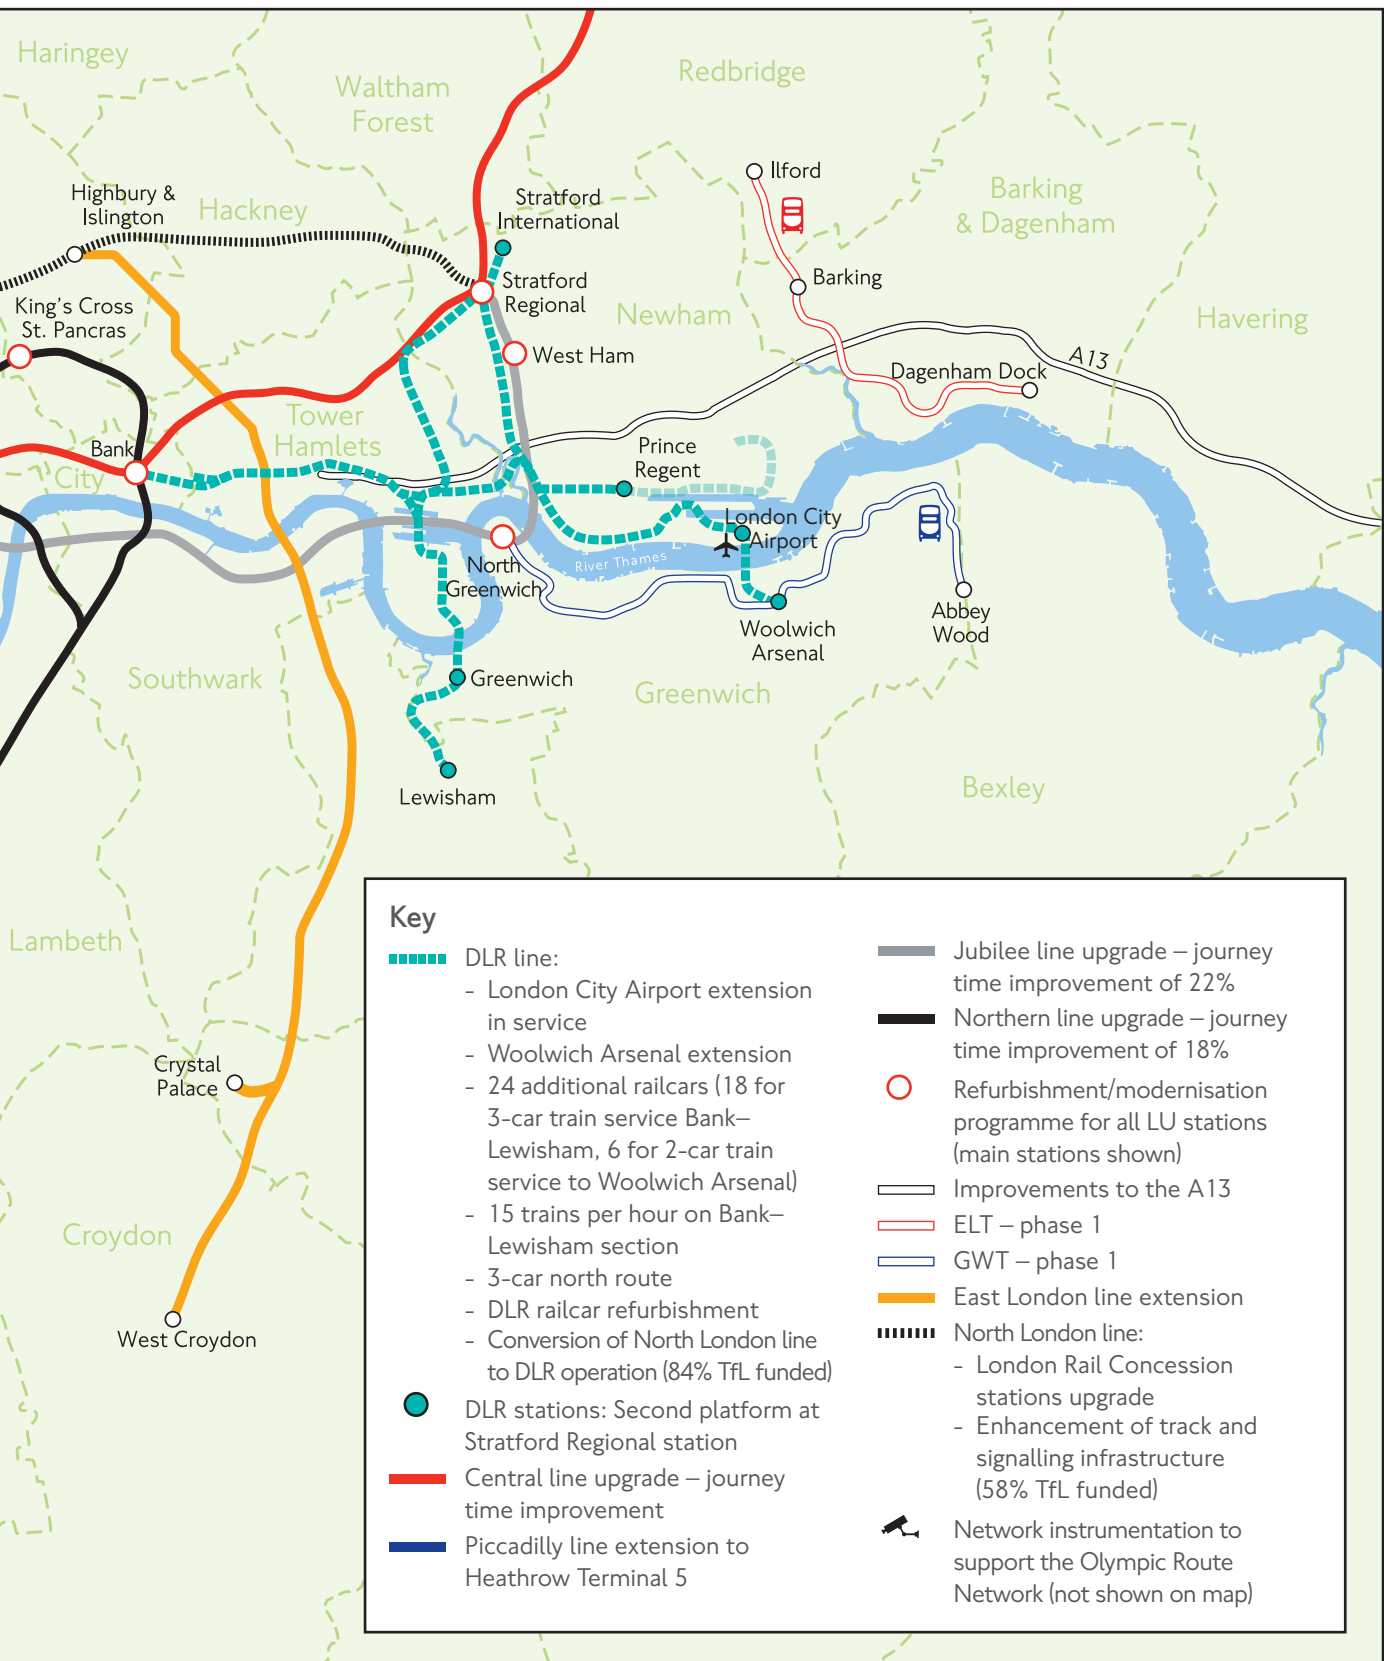 Haringey
Redbridge
Waltham
Forest
Ilford
Highbury &
Islington
Hackney
Stratford
International
Barking
& Dagenham
Stratford
Regional
Barking
King's Cross
St. Pancras
Newham
Havering
West Ham
A13
Dagenham Dock
Tower
Hamlets
Bank
City
Prince
Regent
London City
Airport
River Thames
North
Greenwich
Abbey
Wood
Woolwich
Arsenal
Southwark
Greenwich
Greenwich
Lewisham
Bexley
Lambeth
Crystal
Palace
Croydon
West Croydon
Key
DLR line:
- London City Airport extension
in service
- Woolwich Arsenal extension
- 24 additional railcars (18 for
3-car train service Bank–
Lewisham, 6 for 2-car train
service to Woolwich Arsenal)
- 15 trains per hour on Bank–
Lewisham section
- 3-car north route
- DLR railcar refurbishment
- Conversion of North London line
to DLR operation (84% TfL funded)
DLR stations: Second platform at
Stratford Regional station
Central line upgrade – journey
time improvement
Piccadilly line extension to
Heathrow Terminal 5
Jubilee line upgrade – journey
time improvement of 22%
Northern line upgrade – journey
time improvement of 18%
Refurbishment/modernisation
programme for all LU stations
(main stations shown)
Improvements to the A13
ELT – phase 1
GWT – phase 1
East London line extension
North London line:
- London Rail Concession
stations upgrade
- Enhancement of track and
signalling infrastructure
(58% TfL funded)
Network instrumentation to
support the Olympic Route
Network (not shown on map)